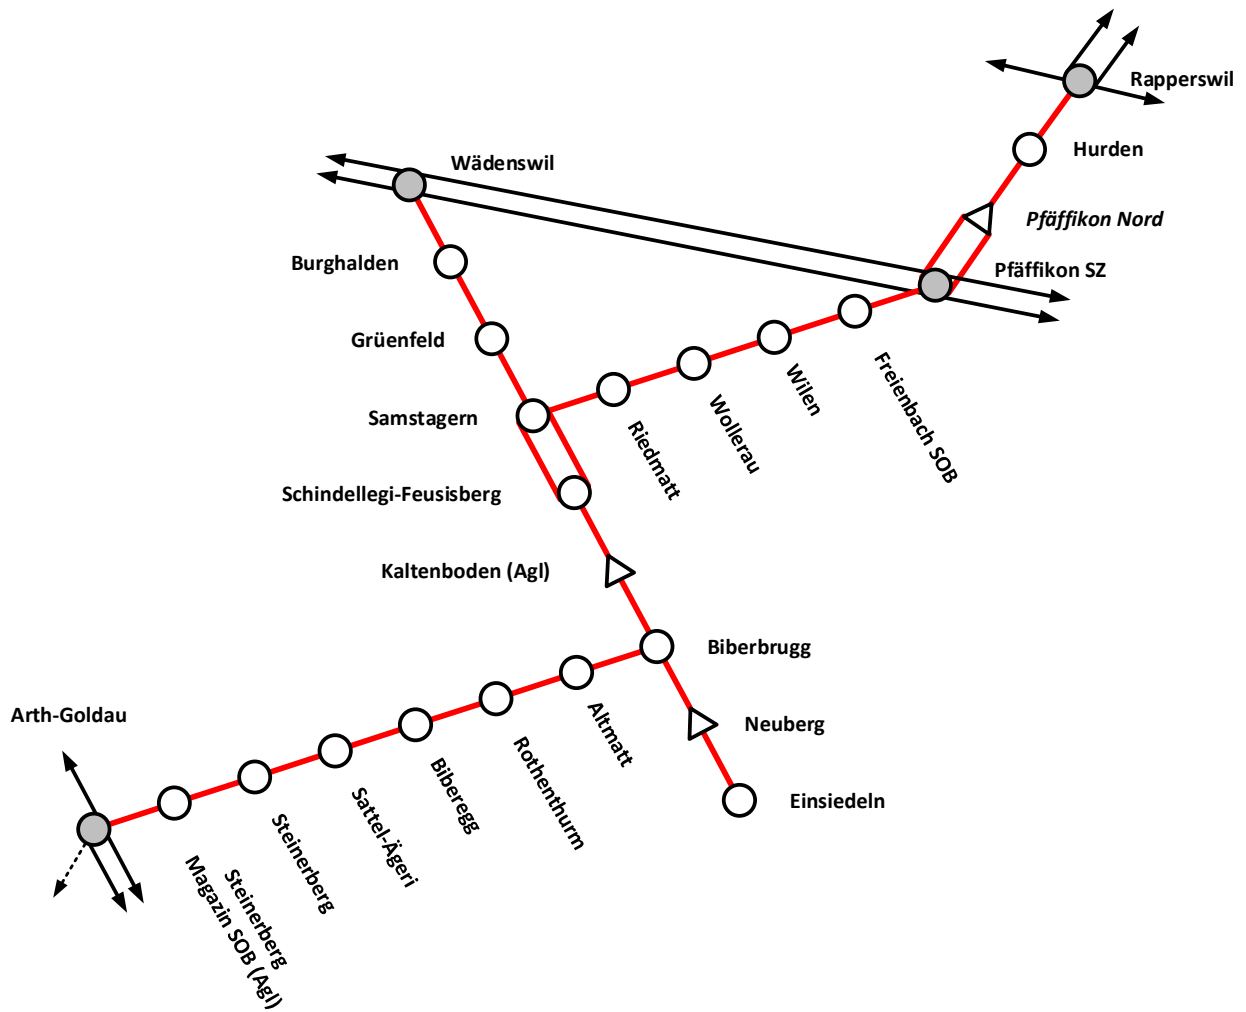 Rapperswil
Hurden
Wädenswil
Pfäffikon Nord
Burghalden
Pfäffikon SZ
Grüenfeld
Samstagern
Riedmatt
Wollerau
Wilen
Freienbach SOB
Schindellegi-Feusisberg
Kaltenboden (Agl)
Biberbrugg
Arth-Goldau
Neuberg
Altmatt
Rothenthurm
Biberegg
Sattel-Ägeri
Steinerberg
Steinerberg
Magazin SOB (Agl)
Einsiedeln